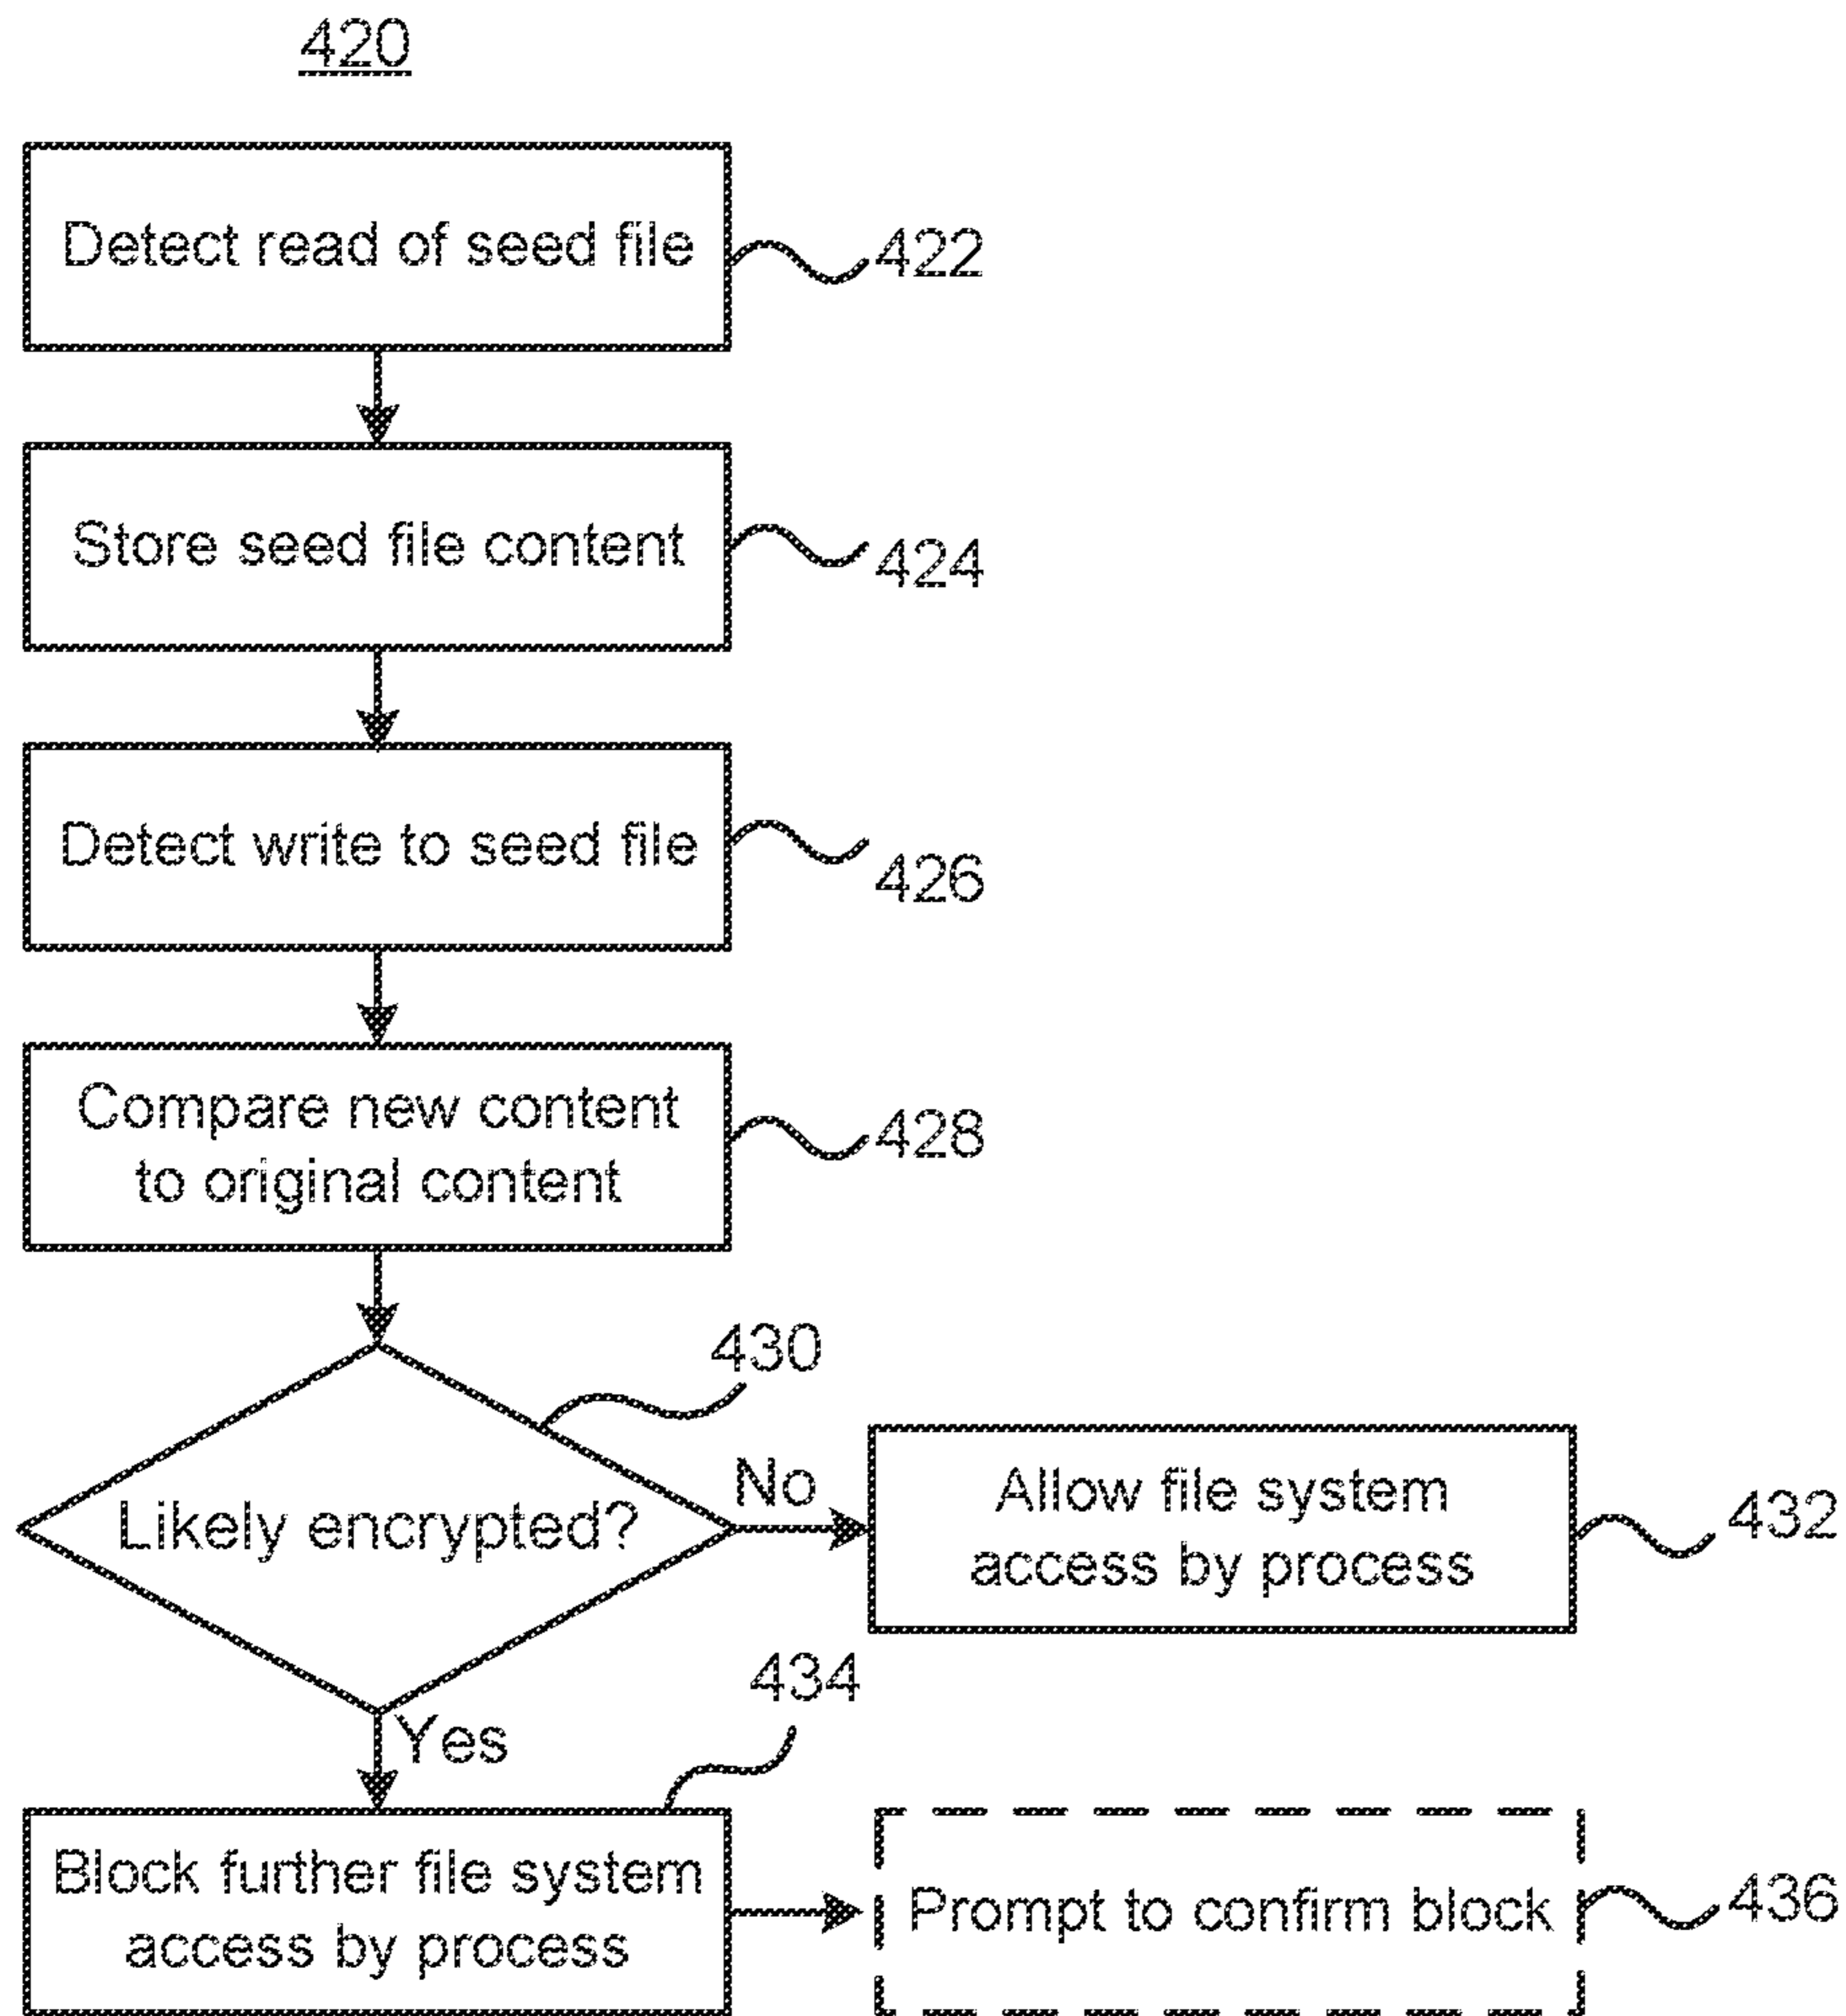 420
Detect read of seed file
422
Store seed file content
424
Detect write to seed file
426
Compare new content
to original content
428
430
Likely encrypted?
No
Allow file system
access by process
432
Yes
434
Block further file system
access by process
Prompt to confirm block
436